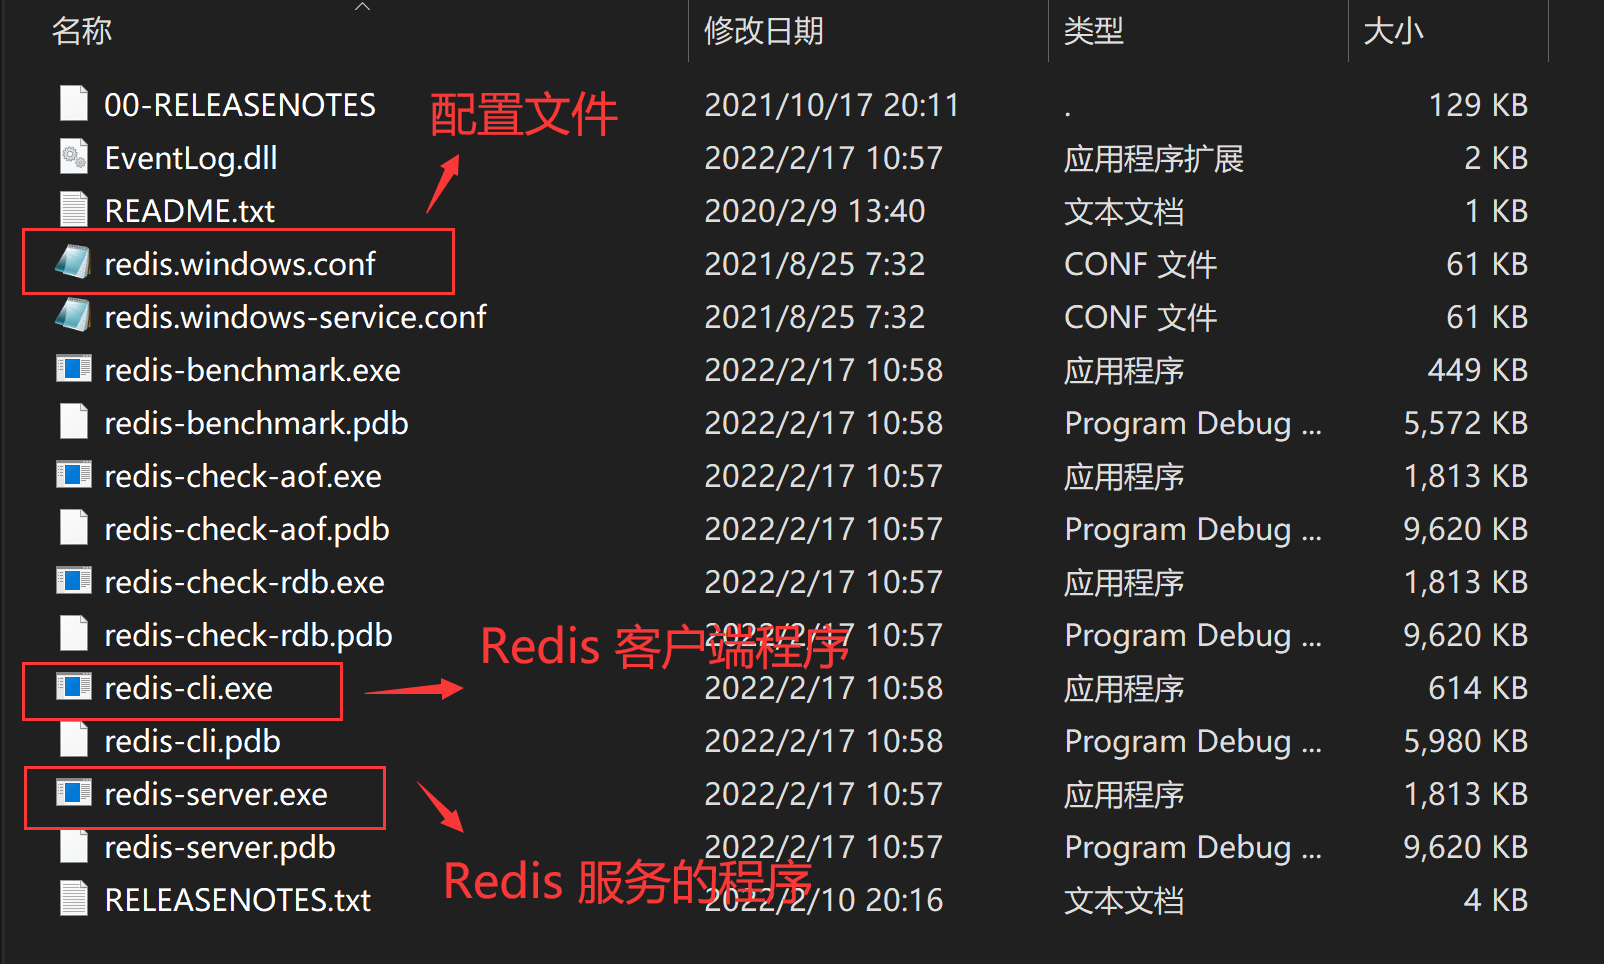 名称 修改日期 类型 大小
00-RELEASENOTES 2021/10/17 20:11 . 129 KB
配置文件
EventLog.dll 2022/2/17 10:57 应用程序扩展 2 KB
README.txt 2020/2/9 13:40 文本文档 1 KB
redis.windows.conf 2021/8/25 7:32 CONF 文件 61 KB
redis.windows-service.conf 2021/8/25 7:32 CONF 文件 61 KB
redis-benchmark.exe 2022/2/17 10:58 应用程序 449 KB
redis-benchmark.pdb 2022/2/17 10:58 Program Debug ... 5,572 KB
redis-check-aof.exe 2022/2/17 10:57 应用程序 1,813 KB
redis-check-aof.pdb 2022/2/17 10:57 Program Debug ... 9,620 KB
redis-check-rdb.exe 2022/2/17 10:57 应用程序 1,813 KB
redis-check-rdb.pdb 2022/2/17 10:57 Program Debug ... 9,620 KB
Redis 客户端程序
redis-cli.exe 2022/2/17 10:58 应用程序 614 KB
redis-cli.pdb 2022/2/17 10:58 Program Debug ... 5,980 KB
redis-server.exe 2022/2/17 10:57 应用程序 1,813 KB
redis-server.pdb 2022/2/17 10:57 Program Debug ... 9,620 KB
Redis 服务的程序
RELEASENOTES.txt 2022/2/10 20:16 文本文档 4 KB